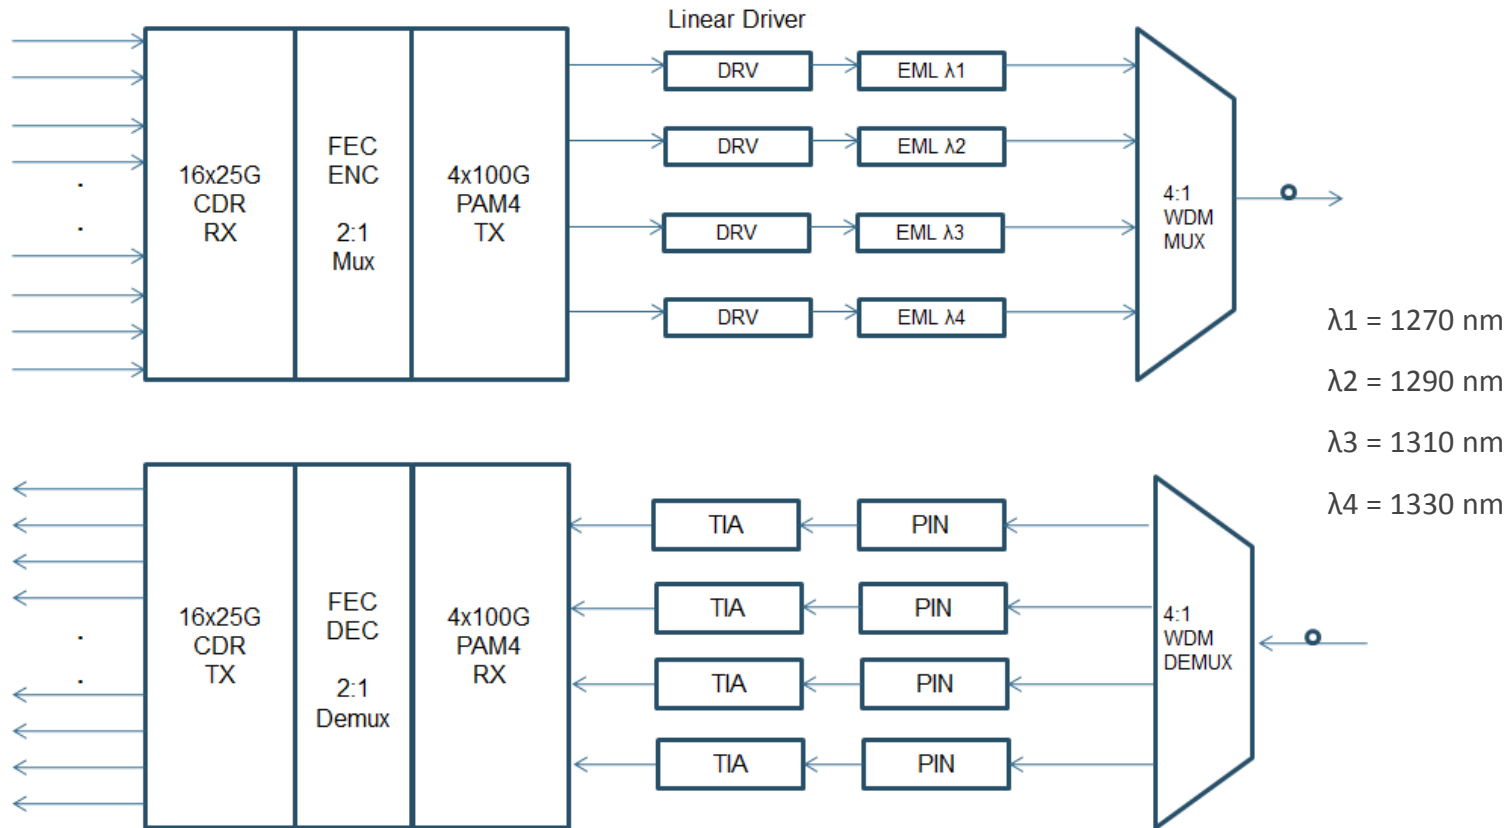 Linear Driver
16x25G
CDR
RX
FEC
ENC
2:1
Mux
4x100G
PAM4
TX
DRV
EML λ1
DRV
EML λ2
DRV
EML λ3
DRV
EML λ4
4:1
WDM
MUX
λ1 = 1270 nm
λ2 = 1290 nm
λ3 = 1310 nm
λ4 = 1330 nm
16x25G
CDR
TX
FEC
DEC
2:1
Demux
4x100G
PAM4
RX
TIA
PIN
TIA
PIN
TIA
PIN
TIA
PIN
4:1
WDM
DEMUX